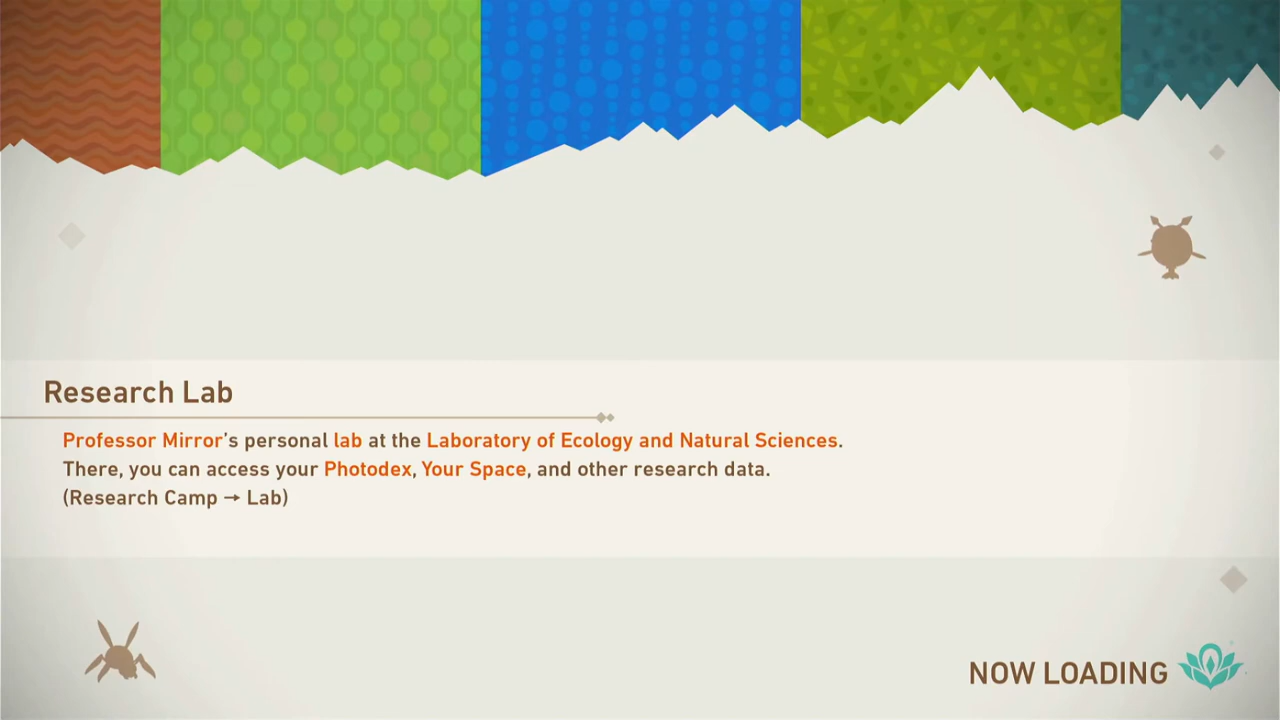 Research Lab
Professor Mirror's personal lab at the Laboratory of Ecology and Natural Sciences.
There, you can access your Photodex, Your Space, and other research data.
(Research Camp → Lab)
NOW LOADING